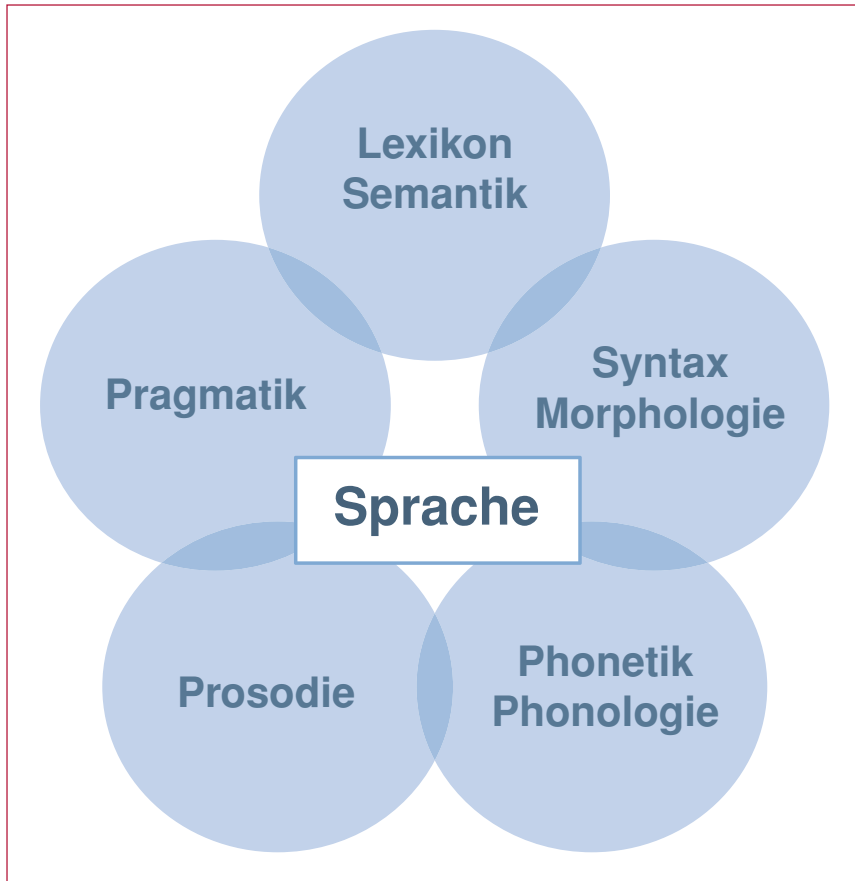 Lexikon
Semantik
Syntax
Morphologie
Pragmatik
Sprache
Phonetik
Phonologie
Prosodie